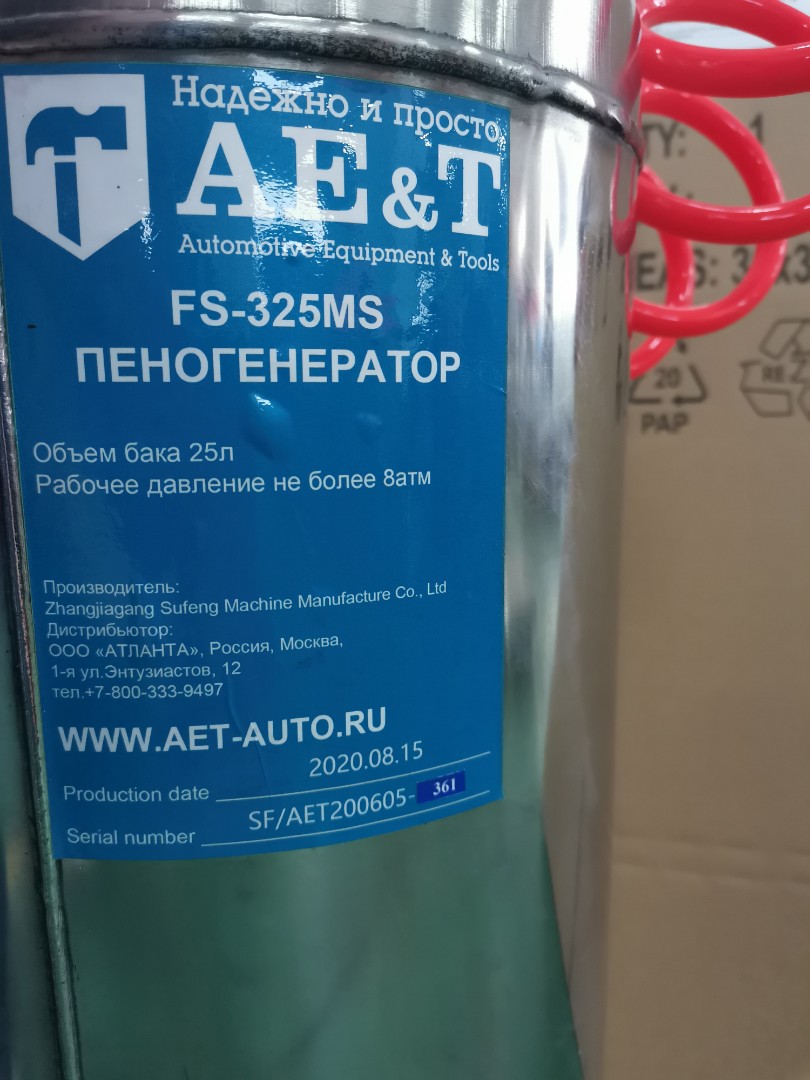 Надежно и просто
AE&T
Automotive Equipment & Tools
FS-325MS
ПЕНОГЕНЕРАТОР
Объем бака 25л
Рабочее давление не более 8атм
Производитель:
Zhangjiagang Sufeng Machine Manufacture Co., Ltd
Дистрибьютор:
ООО «АТЛАНТА», Россия, Москва,
1-я ул.Энтузиастов, 12
тел.+7-800-333-9497
WWW.AET-AUTO.RU
Production date 2020.08.15
Serial number SF/AET200605-361
1
20
PAP